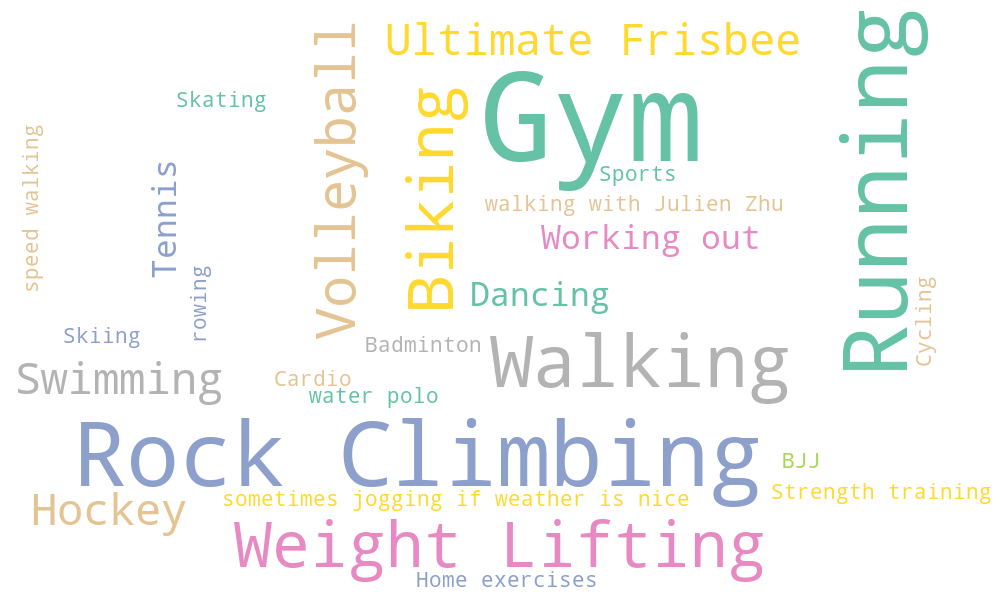 Ultimate Frisbee
Gym
Running
Volleyball
Biking
Skating
speed walking
Tennis
Sports
walking with Julien Zhu
Working out
rowing
Dancing
Cycling
Skiing
Badminton
Walking
Swimming
Cardio
water polo
Rock Climbing
BJJ
Strength training
Hockey
sometimes jogging if weather is nice
Weight Lifting
Home exercises